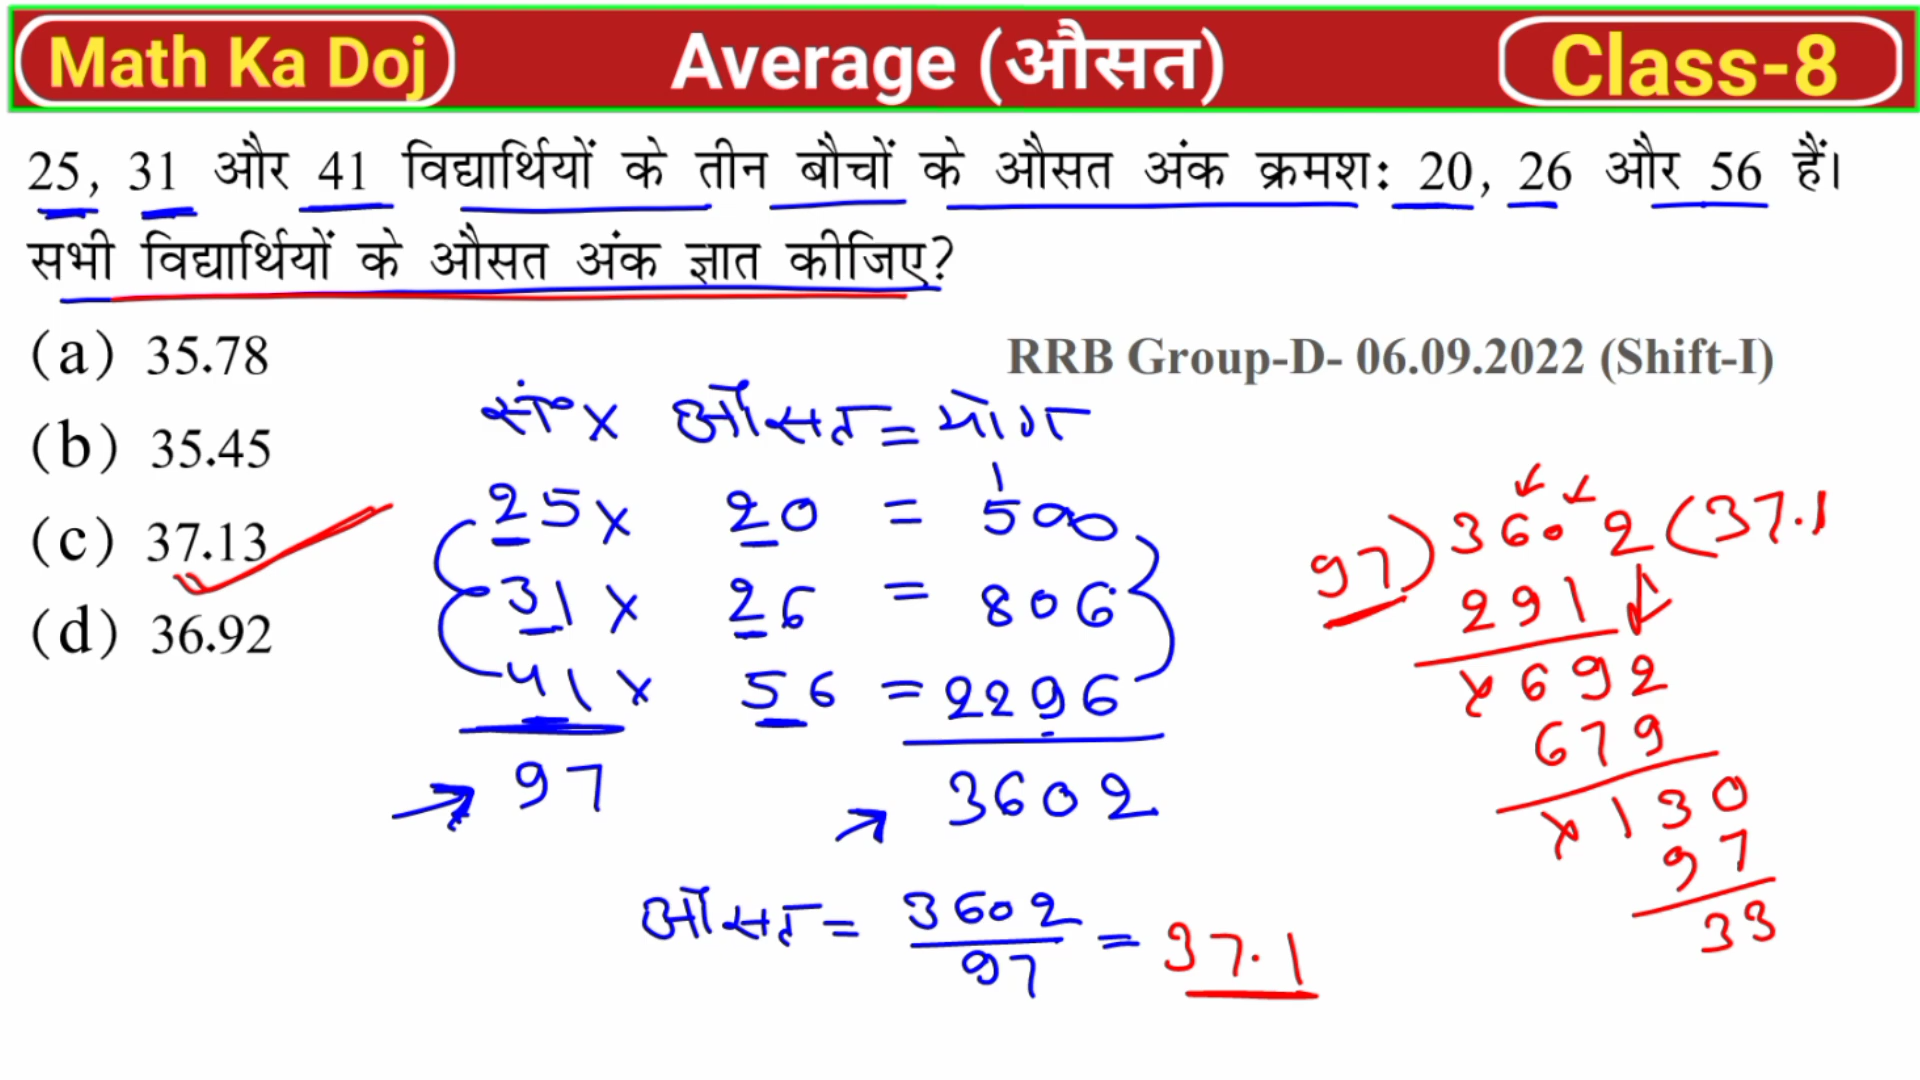 Math Ka Doj
Average (औसत)
Class-8
25, 31 और 41 विद्यार्थियों के तीन बौचों के औसत अंक क्रमश: 20, 26 और 56 हैं।
सभी विद्यार्थियों के औसत अंक ज्ञात कीजिए?
(a) 35.78
RRB Group-D- 06.09.2022 (Shift-I)
(b) 35.45
(c) 37.13
(d) 36.92
सं० × औसत = योग
25 × 20 = 500
1
31 × 26 = 806
41 × 56 = 2296
97 3602
औसत = 3602/97 = 37.1
97) 3602 (37.1
291
×692
679
×130
97
33